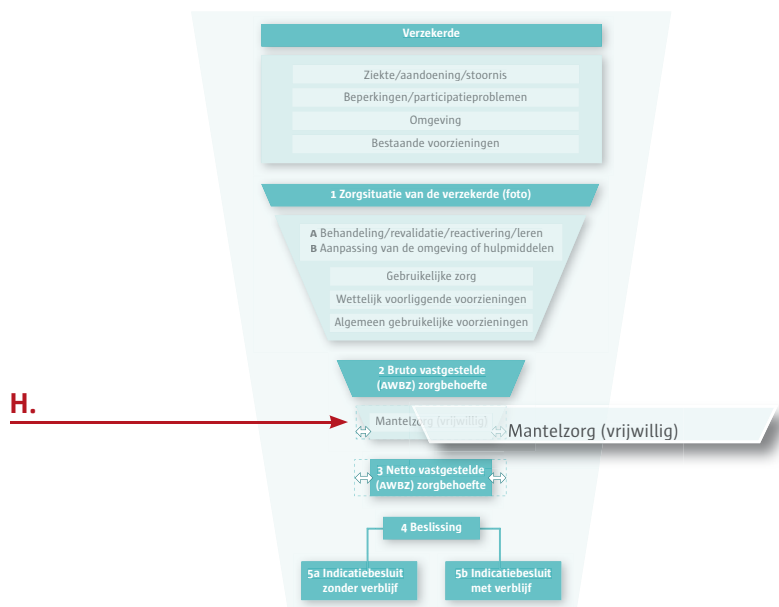 Verzekerde
Ziekte/aandoening/stoornis
Beperkingen/participatieproblemen
Omgeving
Bestaande voorzieningen
1 Zorgsituatie van de verzekerde (foto)
A Behandeling/revalidatie/reactivering/leren
B Aanpassing van de omgeving of hulpmiddelen
Gebruikelijke zorg
Wettelijk voorliggende voorzieningen
Algemeen gebruikelijke voorzieningen
2 Bruto vastgestelde
(AWBZ) zorgbehoefte
H.
Mantelzorg (vrijwillig)
Mantelzorg (vrijwillig)
3 Netto vastgestelde
(AWBZ) zorgbehoefte
4 Beslissing
5a Indicatiebesluit
zonder verblijf
5b Indicatiebesluit
met verblijf